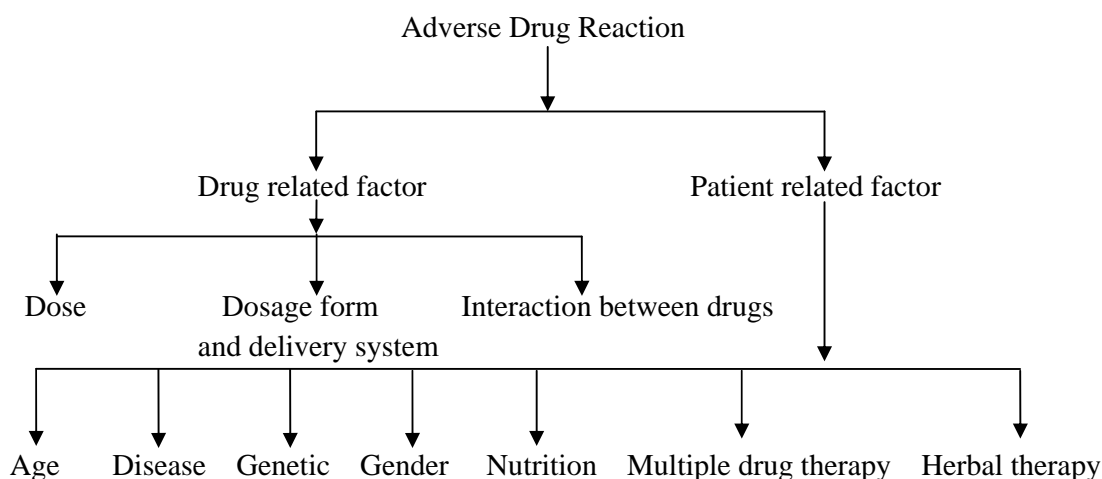 Adverse Drug Reaction
Drug related factor
Patient related factor
Dose
Dosage form
and delivery system
Interaction between drugs
Age
Disease
Genetic
Gender
Nutrition
Multiple drug therapy
Herbal therapy